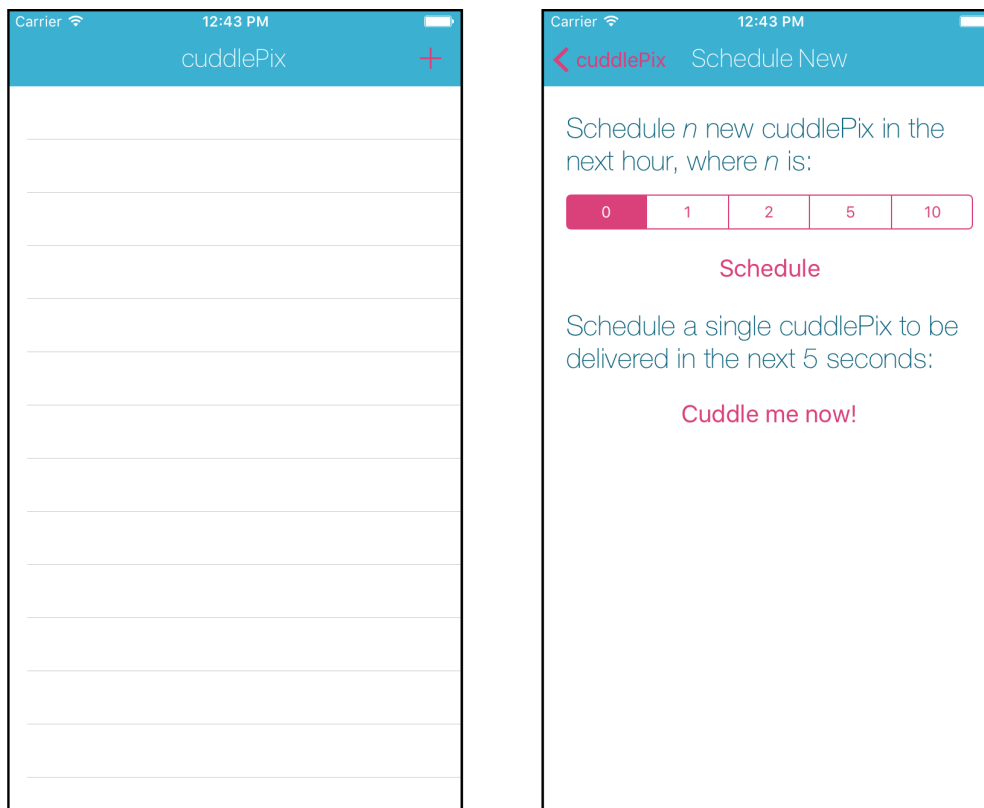 Carrier 12:43 PM
cuddlePix +
Carrier 12:43 PM
cuddlePix Schedule New
Schedule n new cuddlePix in the
next hour, where n is:
0 1 2 5 10
Schedule
Schedule a single cuddlePix to be
delivered in the next 5 seconds:
Cuddle me now!